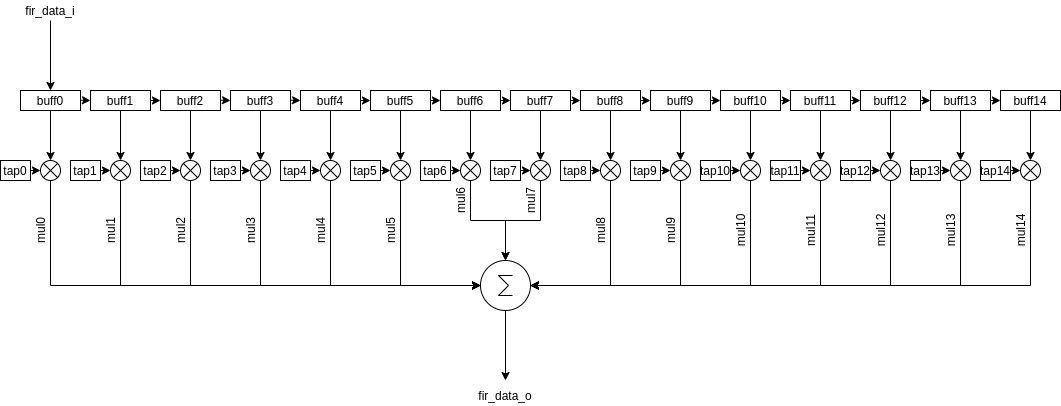 fir_data_i
buff0 buff1 buff2 buff3 buff4 buff5 buff6 buff7 buff8 buff9 buff10 buff11 buff12 buff13 buff14
tap0 tap1 tap2 tap3 tap4 tap5 tap6 tap7 tap8 tap9 tap10 tap11 tap12 tap13 tap14
mul0 mul1 mul2 mul3 mul4 mul5 mul6 mul7 mul8 mul9 mul10 mul11 mul12 mul13 mul14
∑
fir_data_o